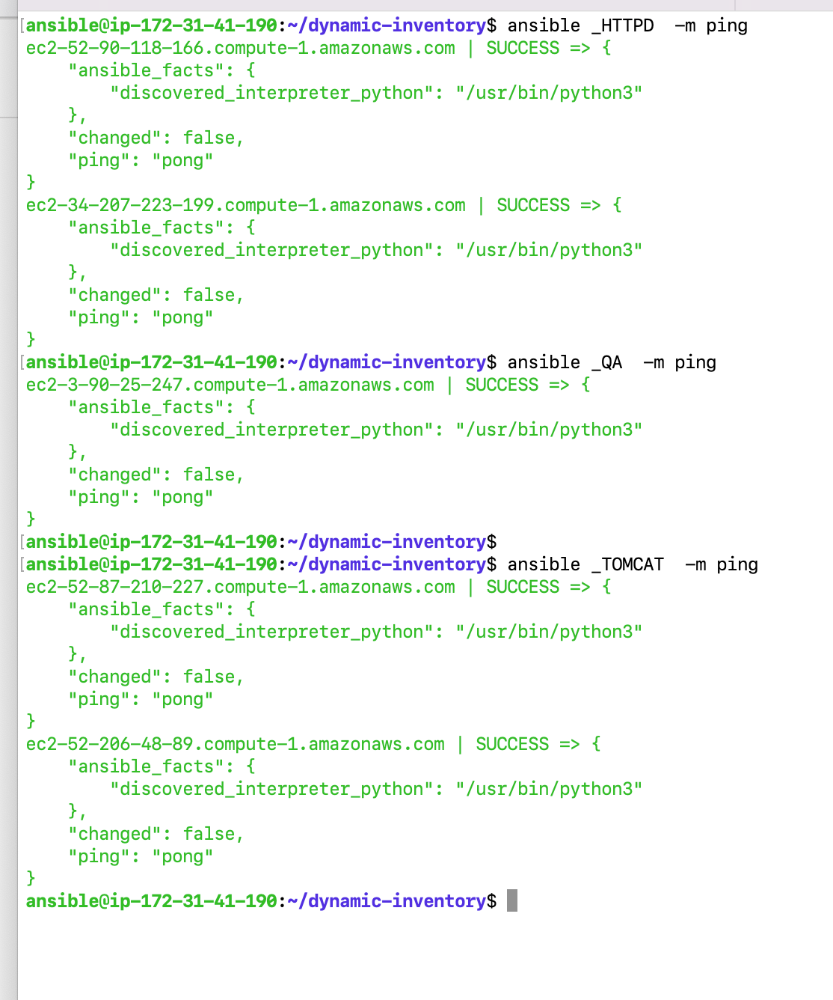 [ansible@ip-172-31-41-190:~/dynamic-inventory$ ansible _HTTPD  -m ping
ec2-52-90-118-166.compute-1.amazonaws.com | SUCCESS => {
    "ansible_facts": {
        "discovered_interpreter_python": "/usr/bin/python3"
    },
    "changed": false,
    "ping": "pong"
}
ec2-34-207-223-199.compute-1.amazonaws.com | SUCCESS => {
    "ansible_facts": {
        "discovered_interpreter_python": "/usr/bin/python3"
    },
    "changed": false,
    "ping": "pong"
}
[ansible@ip-172-31-41-190:~/dynamic-inventory$ ansible _QA  -m ping
ec2-3-90-25-247.compute-1.amazonaws.com | SUCCESS => {
    "ansible_facts": {
        "discovered_interpreter_python": "/usr/bin/python3"
    },
    "changed": false,
    "ping": "pong"
}
[ansible@ip-172-31-41-190:~/dynamic-inventory$
[ansible@ip-172-31-41-190:~/dynamic-inventory$ ansible _TOMCAT  -m ping
ec2-52-87-210-227.compute-1.amazonaws.com | SUCCESS => {
    "ansible_facts": {
        "discovered_interpreter_python": "/usr/bin/python3"
    },
    "changed": false,
    "ping": "pong"
}
ec2-52-206-48-89.compute-1.amazonaws.com | SUCCESS => {
    "ansible_facts": {
        "discovered_interpreter_python": "/usr/bin/python3"
    },
    "changed": false,
    "ping": "pong"
}
ansible@ip-172-31-41-190:~/dynamic-inventory$